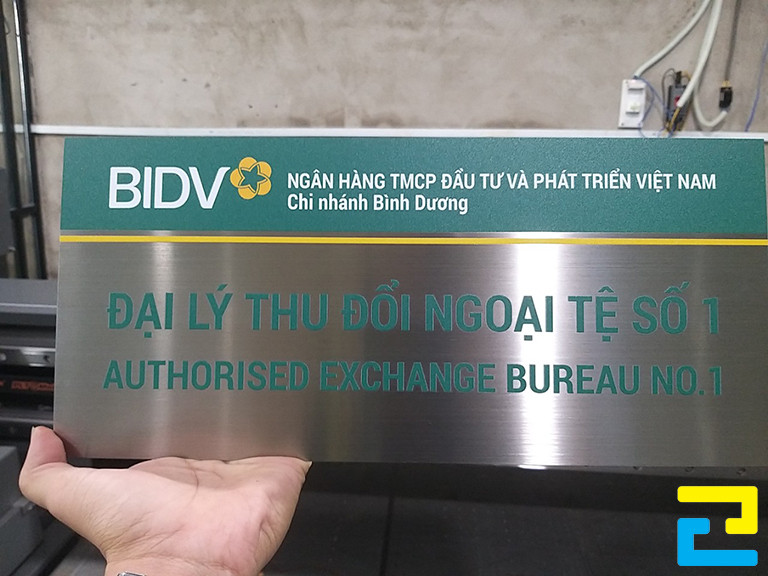 BIDV
NGÂN HÀNG TMCP ĐẦU TƯ VÀ PHÁT TRIỂN VIỆT NAM
Chi nhánh Bình Dương
ĐẠI LÝ THU ĐỔI NGOẠI TỆ SỐ 1
AUTHORISED EXCHANGE BUREAU NO.1